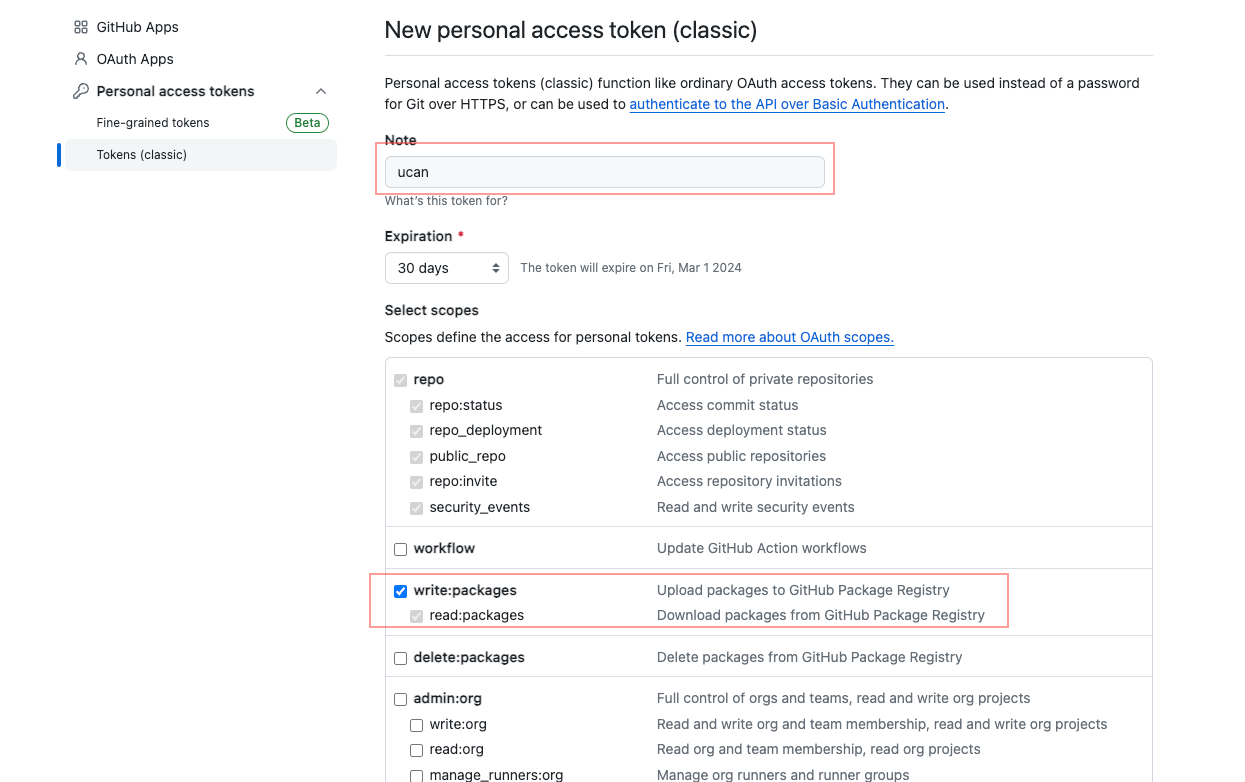 GitHub Apps
OAuth Apps
Personal access tokens
Fine-grained tokens Beta
Tokens (classic)
New personal access token (classic)
Personal access tokens (classic) function like ordinary OAuth access tokens. They can be used instead of a password
for Git over HTTPS, or can be used to authenticate to the API over Basic Authentication.
Note
ucan
What's this token for?
Expiration *
30 days The token will expire on Fri, Mar 1 2024
Select scopes
Scopes define the access for personal tokens. Read more about OAuth scopes.
repo Full control of private repositories
repo:status Access commit status
repo_deployment Access deployment status
public_repo Access public repositories
repo:invite Access repository invitations
security_events Read and write security events
workflow Update GitHub Action workflows
write:packages Upload packages to GitHub Package Registry
read:packages Download packages from GitHub Package Registry
delete:packages Delete packages from GitHub Package Registry
admin:org Full control of orgs and teams, read and write org projects
write:org Read and write org and team membership, read and write org projects
read:org Read org and team membership, read org projects
manage_runners:org Manage org runners and runner groups